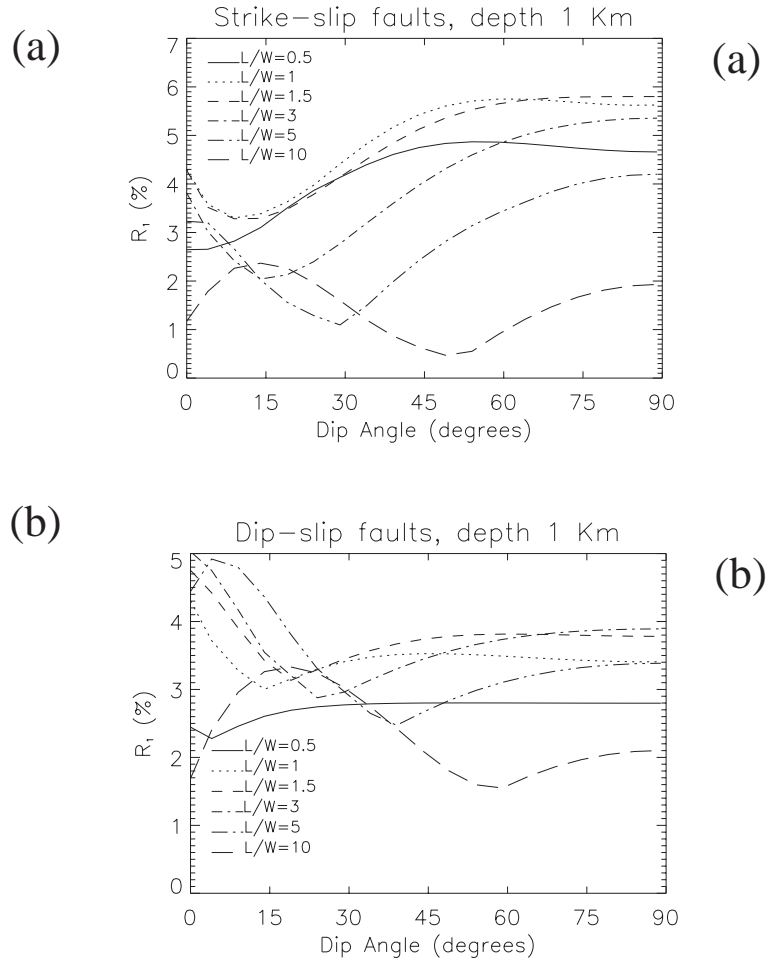 Strike-slip faults, depth 1 Km
(a)
(a)
7
6
5
4
3
2
1
0
R₁ (%)
L/W=0.5
L/W=1
L/W=1.5
L/W=3
L/W=5
L/W=10
0 15 30 45 60 75 90
Dip Angle (degrees)
(b)
Dip-slip faults, depth 1 Km
(b)
5
4
3
2
1
0
R₁ (%)
L/W=0.5
L/W=1
L/W=1.5
L/W=3
L/W=5
L/W=10
0 15 30 45 60 75 90
Dip Angle (degrees)